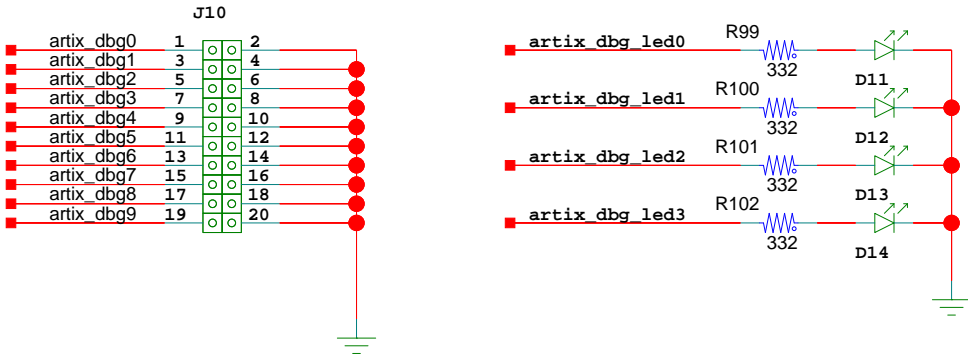 J10
artix_dbg0 1 2
artix_dbg1 3 4
artix_dbg2 5 6
artix_dbg3 7 8
artix_dbg4 9 10
artix_dbg5 11 12
artix_dbg6 13 14
artix_dbg7 15 16
artix_dbg8 17 18
artix_dbg9 19 20
artix_dbg_led0 R99 332 D11
artix_dbg_led1 R100 332 D12
artix_dbg_led2 R101 332 D13
artix_dbg_led3 R102 332 D14